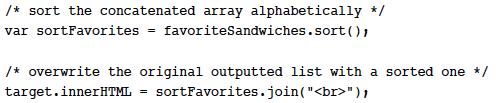 /* sort the concatenated array alphabetically */
var sortFavorites = favoriteSandwiches.sort();
/* overwrite the original outputted list with a sorted one */
target.innerHTML = sortFavorites.join("<br>");